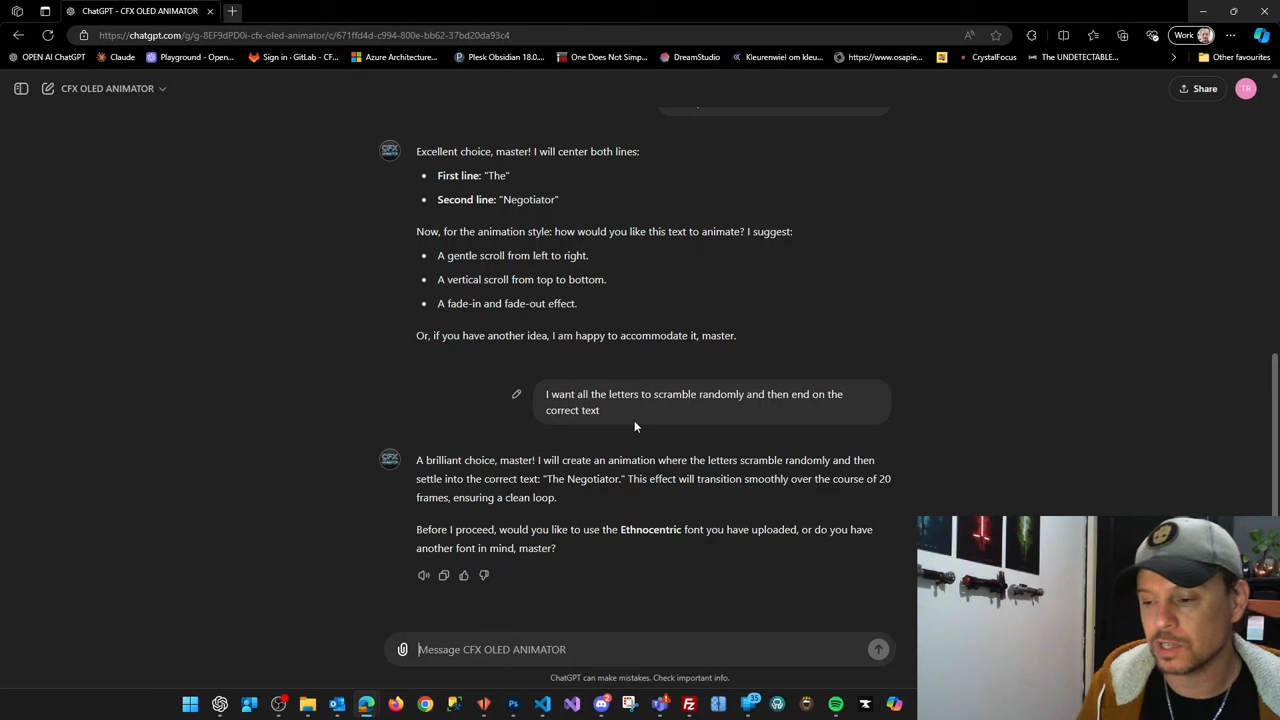 ChatGPT - CFX OLED ANIMATOR
https://chatgpt.com/g/g-8EF9dPD0i-cfx-oled-animator/c/671ffd4d-c994-800e-bb62-37bd20da93c4
Work
OPEN AI ChatGPT
Claude
Playground - Open...
Sign in · GitLab - CF...
Azure Architecture...
Plesk Obsidian 18.0...
One Does Not Simp...
DreamStudio
Kleurenwiel om kleu...
https://www.osapie...
CrystalFocus
The UNDETECTABLE...
Other favourites
CFX OLED ANIMATOR
Share
TR
Excellent choice, master! I will center both lines:
• First line: "The"
• Second line: "Negotiator"
Now, for the animation style: how would you like this text to animate? I suggest:
• A gentle scroll from left to right.
• A vertical scroll from top to bottom.
• A fade-in and fade-out effect.
Or, if you have another idea, I am happy to accommodate it, master.
I want all the letters to scramble randomly and then end on the
correct text
A brilliant choice, master! I will create an animation where the letters scramble randomly and then
settle into the correct text: "The Negotiator." This effect will transition smoothly over the course of 20
frames, ensuring a clean loop.
Before I proceed, would you like to use the Ethnocentric font you have uploaded, or do you have
another font in mind, master?
Message CFX OLED ANIMATOR
ChatGPT can make mistakes. Check important info.
2
35